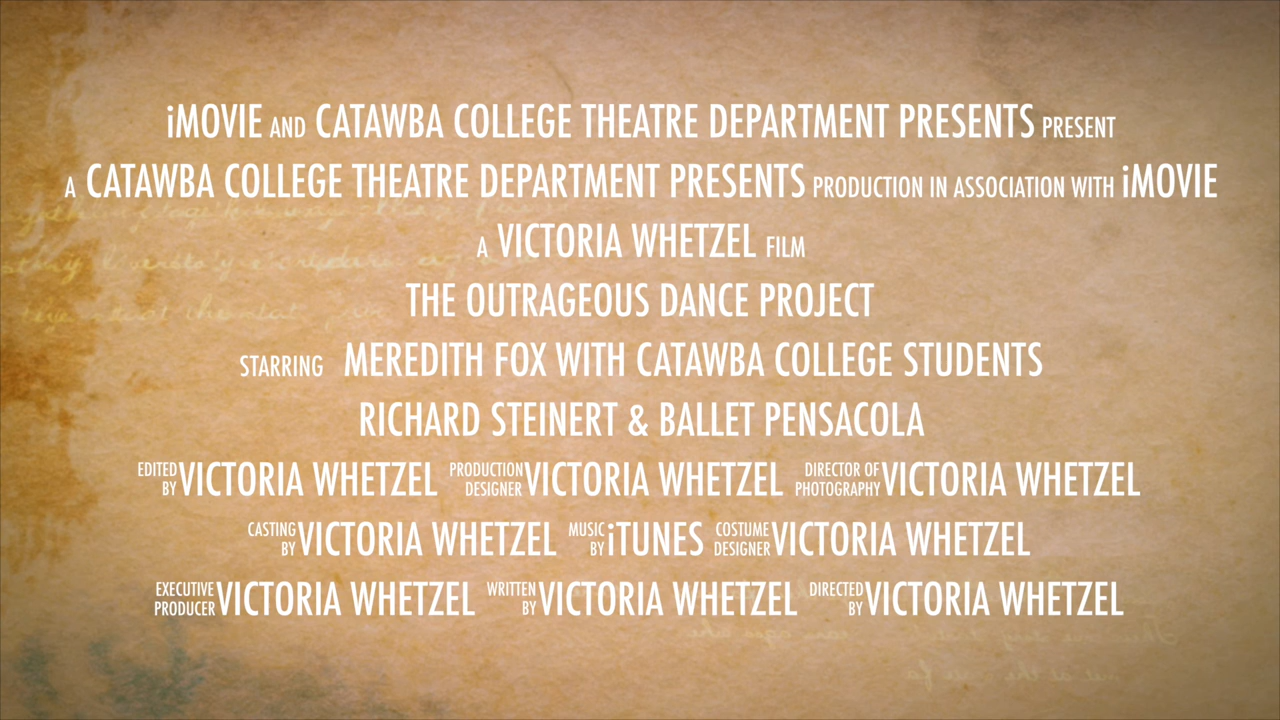 iMOVIE AND CATAWBA COLLEGE THEATRE DEPARTMENT PRESENTS PRESENT
A CATAWBA COLLEGE THEATRE DEPARTMENT PRESENTS PRODUCTION IN ASSOCIATION WITH iMOVIE
A VICTORIA WHETZEL FILM
THE OUTRAGEOUS DANCE PROJECT
STARRING MEREDITH FOX WITH CATAWBA COLLEGE STUDENTS
RICHARD STEINERT & BALLET PENSACOLA
EDITED BY VICTORIA WHETZEL PRODUCTION DESIGNER VICTORIA WHETZEL DIRECTOR OF PHOTOGRAPHY VICTORIA WHETZEL
CASTING BY VICTORIA WHETZEL MUSIC BY iTUNES COSTUME DESIGNER VICTORIA WHETZEL
EXECUTIVE PRODUCER VICTORIA WHETZEL WRITTEN BY VICTORIA WHETZEL DIRECTED BY VICTORIA WHETZEL